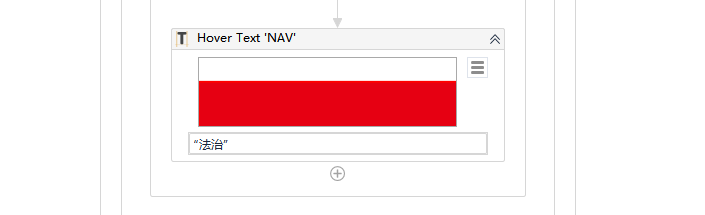 Hover Text 'NAV'
“法治”